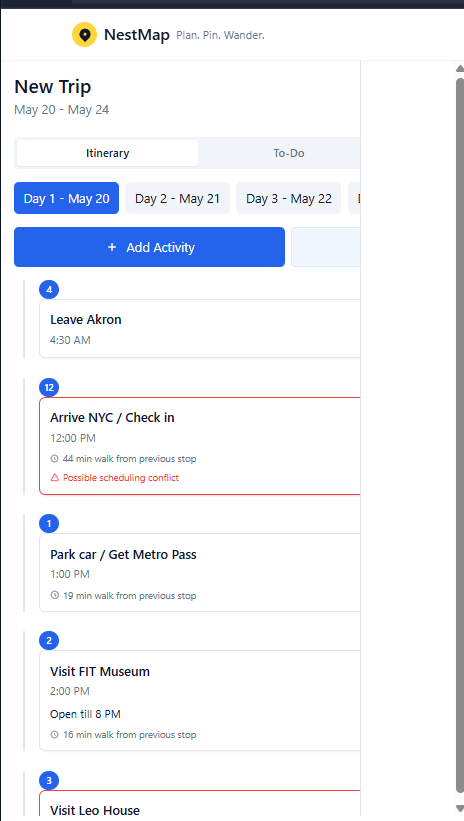 NestMap Plan. Pin. Wander.
New Trip
May 20 - May 24
Itinerary To-Do
Day 1 - May 20 Day 2 - May 21 Day 3 - May 22
+ Add Activity
4
Leave Akron
4:30 AM
12
Arrive NYC / Check in
12:00 PM
44 min walk from previous stop
Possible scheduling conflict
1
Park car / Get Metro Pass
1:00 PM
19 min walk from previous stop
2
Visit FIT Museum
2:00 PM
Open till 8 PM
16 min walk from previous stop
3
Visit Leo House